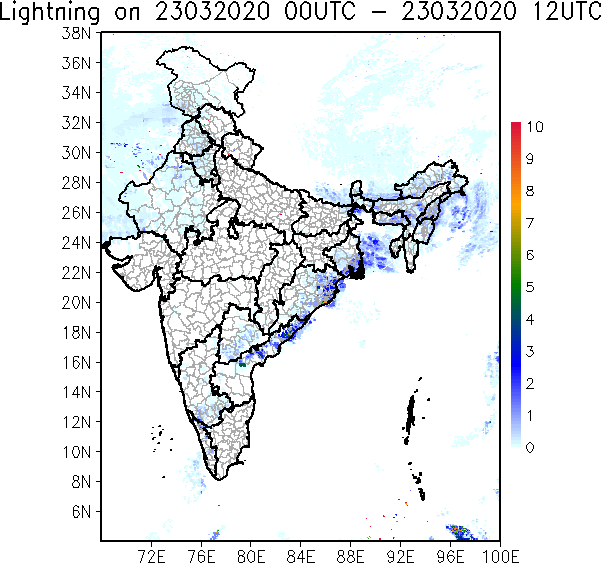 Lightning on 23032020 00UTC – 23032020 12UTC
38N
36N
34N
32N
30N
28N
26N
24N
22N
20N
18N
16N
14N
12N
10N
8N
6N
72E 76E 80E 84E 88E 92E 96E 100E
10
9
8
7
6
5
4
3
2
1
0